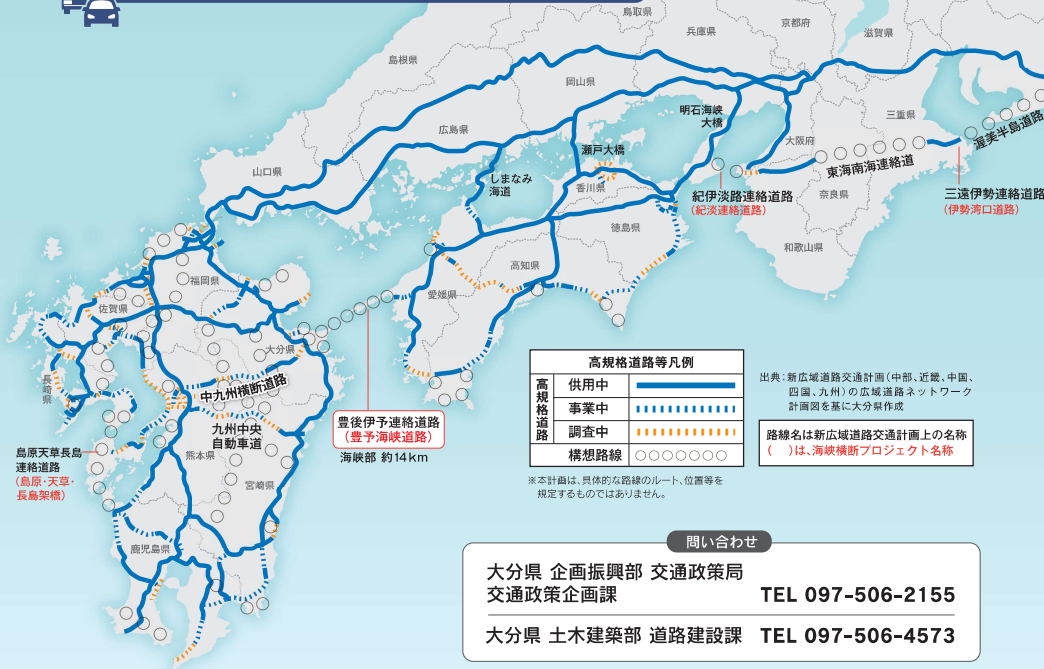 鳥取県
京都府
滋賀県
兵庫県
島根県
岡山県
明石海峡
大橋
三重県
渥美半島道路
広島県
大阪府
瀬戸大橋
東海南海連絡道
山口県
しまなみ
海道
香川県
奈良県
紀伊淡路連絡道路
(紀淡連絡道路)
三遠伊勢連絡道路
(伊勢湾口道路)
徳島県
和歌山県
高知県
愛媛県
福岡県
佐賀県
大分県
長崎県
中九州横断道路
九州中央
自動車道
熊本県
宮崎県
鹿児島県
島原天草長島
連絡道路
(島原・天草・
長島架橋)
豊後伊予連絡道路
(豊予海峡道路)
海峡部 約14km
高規格道路等凡例
高規格道路
供用中
事業中
調査中
構想路線
※本計画は、具体的な路線のルート、位置等を
規定するものではありません。
出典:新広域道路交通計画(中部、近畿、中国、
四国、九州)の広域道路ネットワーク
計画図を基に大分県作成
路線名は新広域道路交通計画上の名称
( )は、海峡横断プロジェクト名称
問い合わせ
大分県 企画振興部 交通政策局
交通政策企画課 TEL 097-506-2155
大分県 土木建築部 道路建設課 TEL 097-506-4573